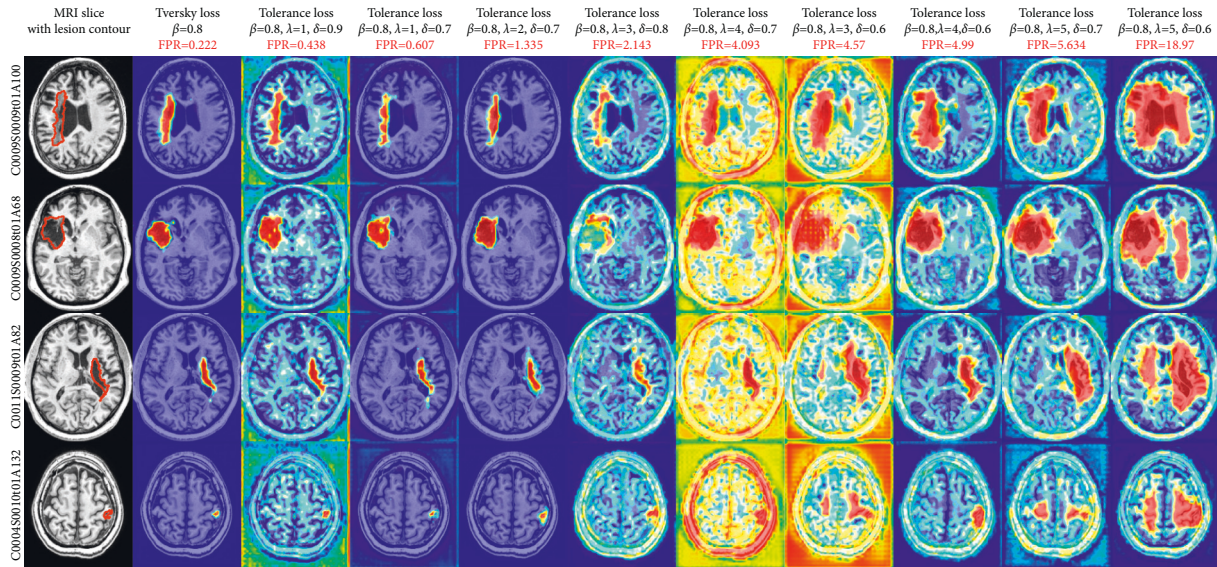 MRI slice
with lesion contour
Tversky loss
β=0.8
FPR=0.222
Tolerance loss
β=0.8, λ=1, δ=0.9
FPR=0.438
Tolerance loss
β=0.8, λ=1, δ=0.7
FPR=0.607
Tolerance loss
β=0.8, λ=2, δ=0.7
FPR=1.335
Tolerance loss
β=0.8, λ=3, δ=0.8
FPR=2.143
Tolerance loss
β=0.8, λ=4, δ=0.7
FPR=4.093
Tolerance loss
β=0.8, λ=3, δ=0.6
FPR=4.57
Tolerance loss
β=0.8,λ=4,δ=0.6
FPR=4.99
Tolerance loss
β=0.8, λ=5, δ=0.7
FPR=5.634
Tolerance loss
β=0.8, λ=5, δ=0.6
FPR=18.97
C0009S0009t01A100
C0009S0008t01A68
C0011S0009t01A82
C0004S0010t01A132